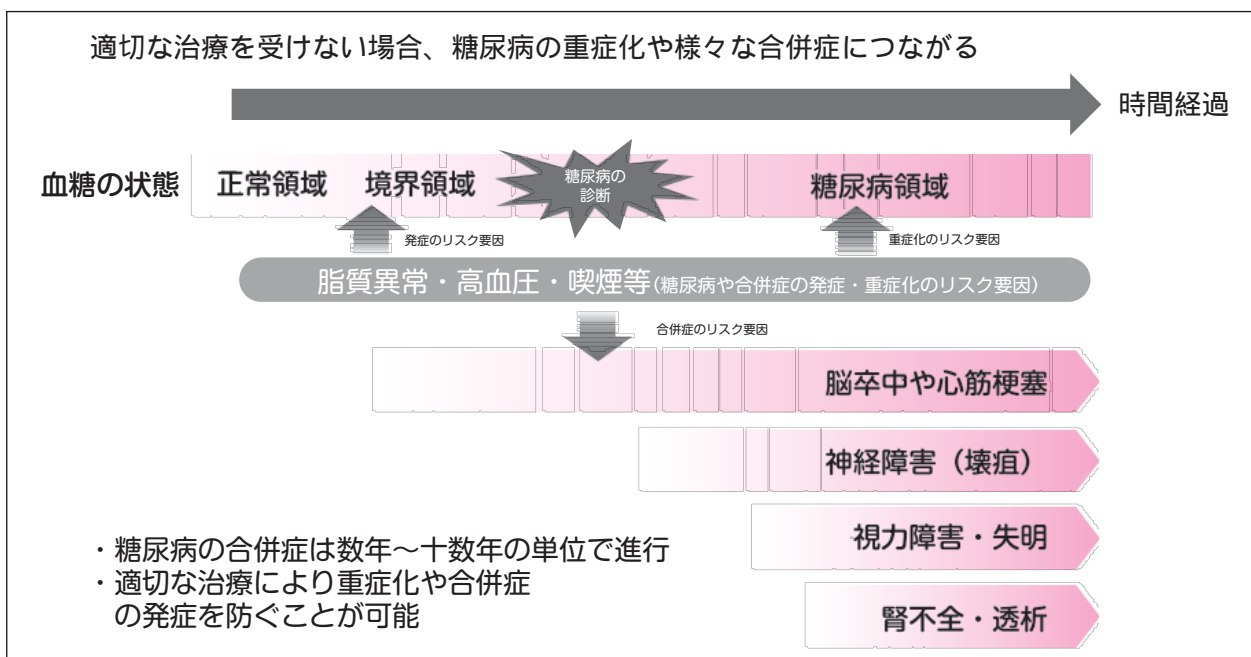 適切な治療を受けない場合、糖尿病の重症化や様々な合併症につながる
時間経過
血糖の状態
正常領域
境界領域
糖尿病の
診断
糖尿病領域
発症のリスク要因
重症化のリスク要因
脂質異常・高血圧・喫煙等(糖尿病や合併症の発症・重症化のリスク要因)
合併症のリスク要因
脳卒中や心筋梗塞
神経障害（壊疽）
視力障害・失明
腎不全・透析
・糖尿病の合併症は数年～十数年の単位で進行
・適切な治療により重症化や合併症
の発症を防ぐことが可能